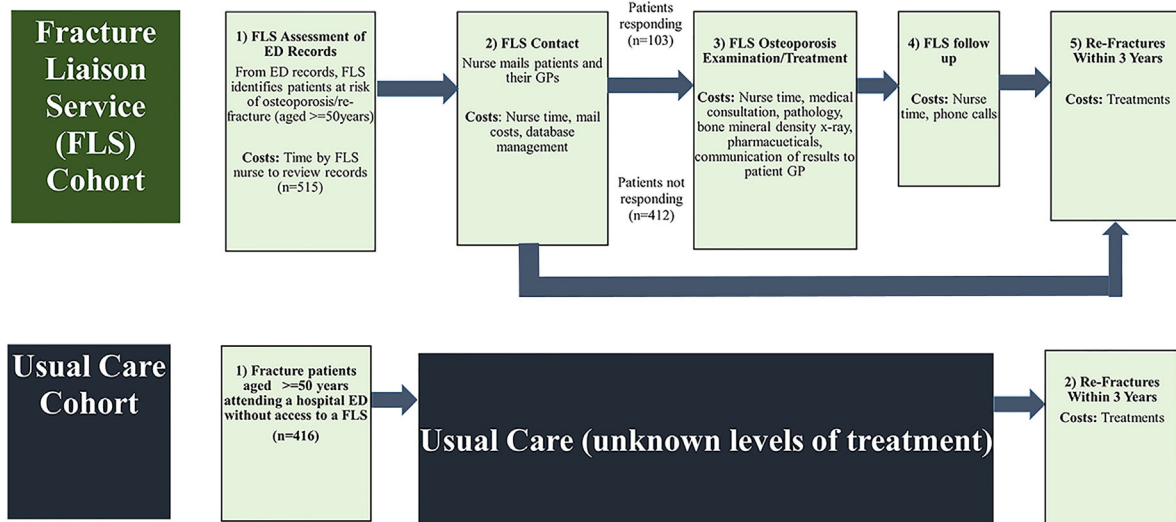 Fracture
Liaison
Service
(FLS)
Cohort
1) FLS Assessment of
ED Records
From ED records, FLS
identifies patients at risk
of osteoporosis/re-
fracture (aged >=50years)
Costs: Time by FLS
nurse to review records
(n=515)
2) FLS Contact
Nurse mails patients and
their GPs
Costs: Nurse time, mail
costs, database
management
Patients
responding
(n=103)
Patients not
responding
(n=412)
3) FLS Osteoporosis
Examination/Treatment
Costs: Nurse time, medical
consultation, pathology,
bone mineral density x-ray,
pharmacueticals,
communication of results to
patient GP
4) FLS follow
up
Costs: Nurse
time, phone calls
5) Re-Fractures
Within 3 Years
Costs: Treatments
Usual Care
Cohort
1) Fracture patients
aged >=50 years
attending a hospital ED
without access to a FLS
(n=416)
Usual Care (unknown levels of treatment)
2) Re-Fractures
Within 3 Years
Costs: Treatments